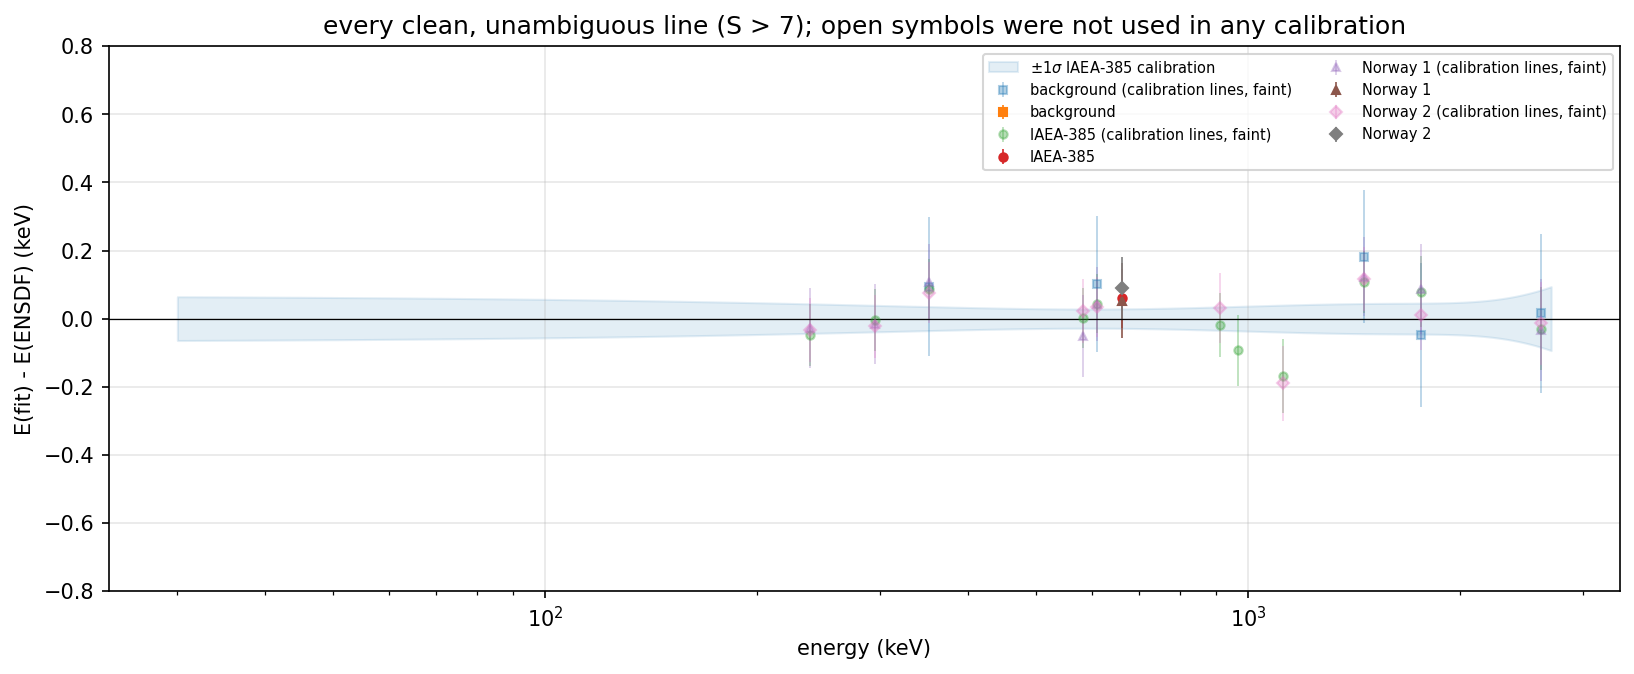 every clean, unambiguous line (S > 7); open symbols were not used in any calibration
E(fit) - E(ENSDF) (keV)
0.8
0.6
0.4
0.2
0.0
−0.2
−0.4
−0.6
−0.8
±1σ IAEA-385 calibration
background (calibration lines, faint)
background
IAEA-385 (calibration lines, faint)
IAEA-385
Norway 1 (calibration lines, faint)
Norway 1
Norway 2 (calibration lines, faint)
Norway 2
10²
10³
energy (keV)